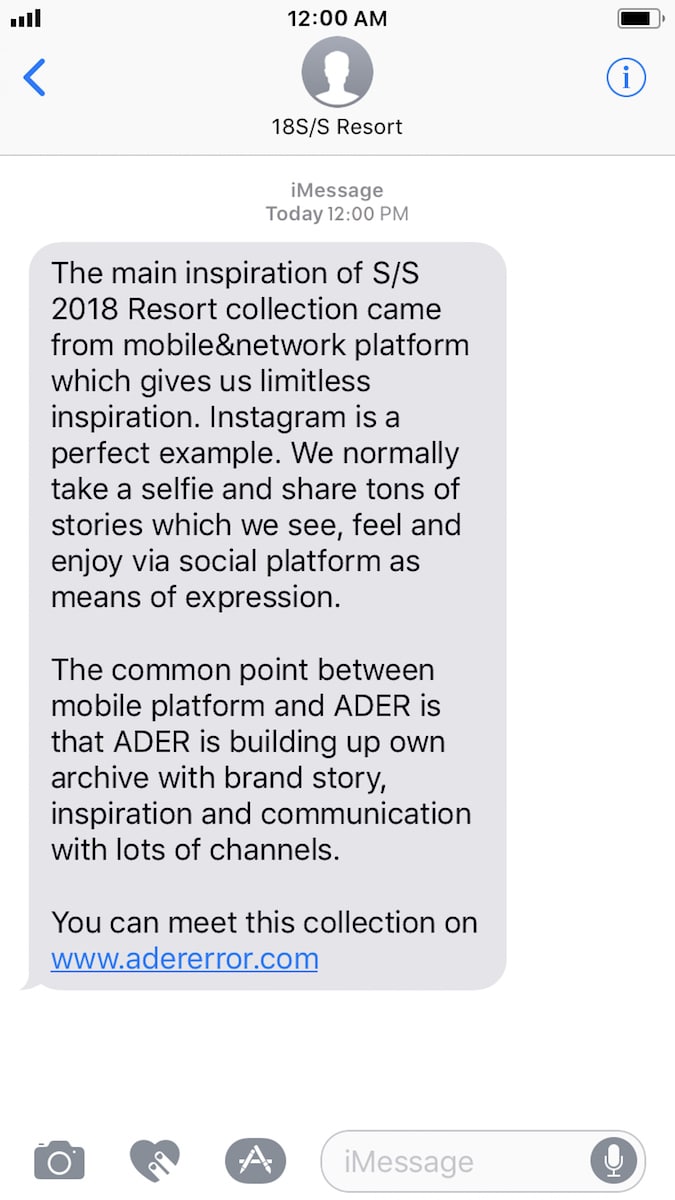 12:00 AM
18S/S Resort
iMessage
Today 12:00 PM
The main inspiration of S/S
2018 Resort collection came
from mobile&network platform
which gives us limitless
inspiration. Instagram is a
perfect example. We normally
take a selfie and share tons of
stories which we see, feel and
enjoy via social platform as
means of expression.
The common point between
mobile platform and ADER is
that ADER is building up own
archive with brand story,
inspiration and communication
with lots of channels.
You can meet this collection on
www.adererror.com
iMessage